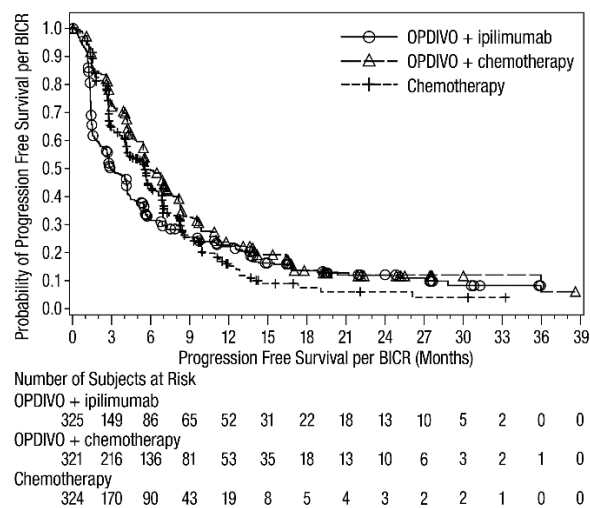 Probability of Progression Free Survival per BICR
1.0
0.9
0.8
0.7
0.6
0.5
0.4
0.3
0.2
0.1
0.0
OPDIVO + ipilimumab
OPDIVO + chemotherapy
Chemotherapy
0 3 6 9 12 15 18 21 24 27 30 33 36 39
Progression Free Survival per BICR (Months)
Number of Subjects at Risk
OPDIVO + ipilimumab
325 149 86 65 52 31 22 18 13 10 5 2 0 0
OPDIVO + chemotherapy
321 216 136 81 53 35 18 13 10 6 3 2 1 0
Chemotherapy
324 170 90 43 19 8 5 4 3 2 2 1 0 0